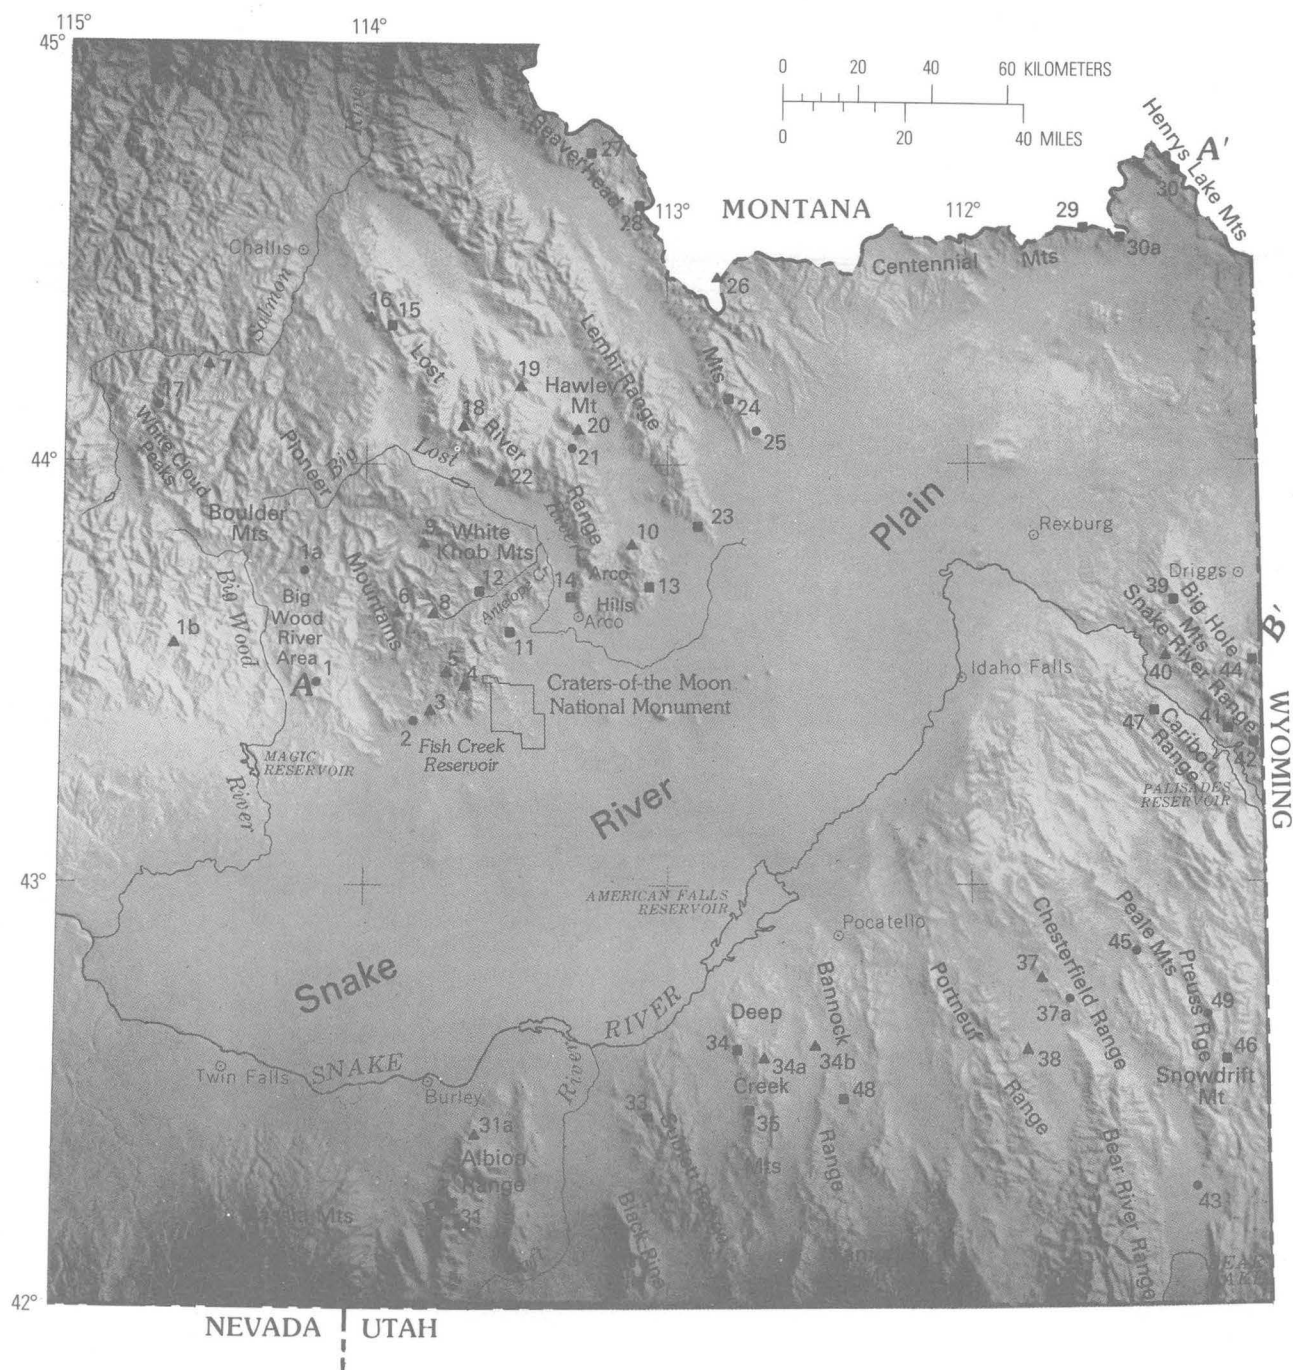 115°
114°
45°
0 20 40 60 KILOMETERS
0 20 40 MILES
Henrys Lake Mts
A'
30
Beaverhead
27
28
113°
MONTANA
112°
29
30a
Centennial Mts
River
Challis
Salmon
26
16
15
Lost
Lemhi Range
Mts
7
17
19
Hawley
Mt
18
20
24
River
21
25
White Cloud
Peaks
Pioneer
Big
Lost
22
Range
River
Plain
Boulder
Mts
23
Rexburg
9
White
Knob Mts
10
1a
Mountains
Big
Wood
River
Area
Big Wood
12
Antelope
14
Arco
Hills
Arco
13
39
Driggs
Big Hole
Mts
Snake River Range
B'
6
8
11
1b
40
44
5
4
Idaho Falls
A
1
Craters-of-the Moon
National Monument
3
2
Fish Creek
Reservoir
47
41
42
Caribou
Range
WYOMING
MAGIC
RESERVOIR
River
PALISADES
RESERVOIR
River
43°
44°
AMERICAN FALLS
RESERVOIR
Pocatello
Chesterfield Range
Peale Mts
45
Snake
37
37a
Preuss Rge
49
Bannock
Portneuf
Deep
RIVER
34
34a
34b
38
46
Snowdrift
Mt
Creek
Twin Falls
SNAKE
Burley
River
33
48
35
Range
31a
Albion
Range
Sublett Range
Mts
Range
Bear River Range
43
31
Mts
Black Pine
BEAR
LAKE
42°
NEVADA
UTAH